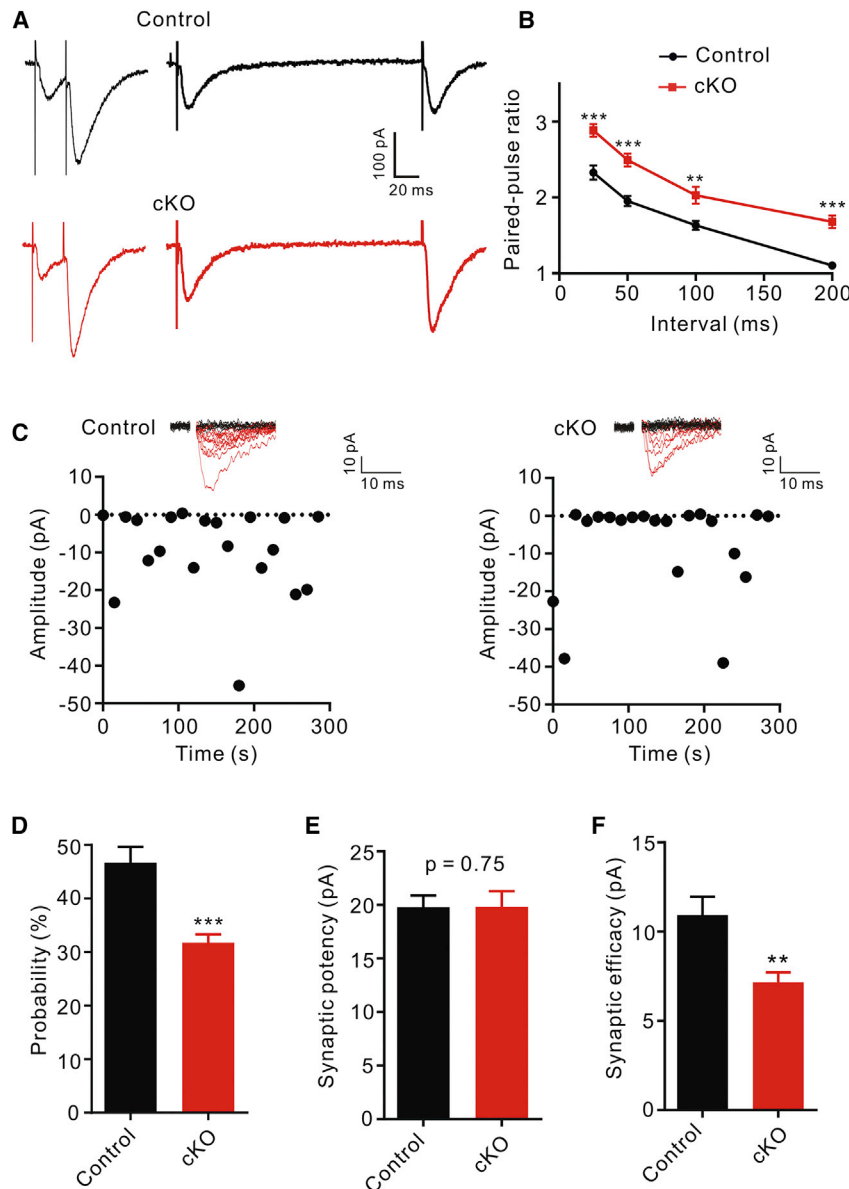 A
Control
100 pA
20 ms
cKO
B
Control
cKO
Paired-pulse ratio
3
2
1
***
***
**
***
0 50 100 150 200
Interval (ms)
C
Control
10 pA
10 ms
Amplitude (pA)
10
0
-10
-20
-30
-40
-50
0 100 200 300
Time (s)
cKO
10 pA
10 ms
Amplitude (pA)
10
0
-10
-20
-30
-40
-50
0 100 200 300
Time (s)
D
Probability (%)
50
40
30
20
10
0
***
Control cKO
E
Synaptic potency (pA)
25
20
15
10
5
0
p = 0.75
Control cKO
F
Synaptic efficacy (pA)
15
10
5
0
**
Control cKO